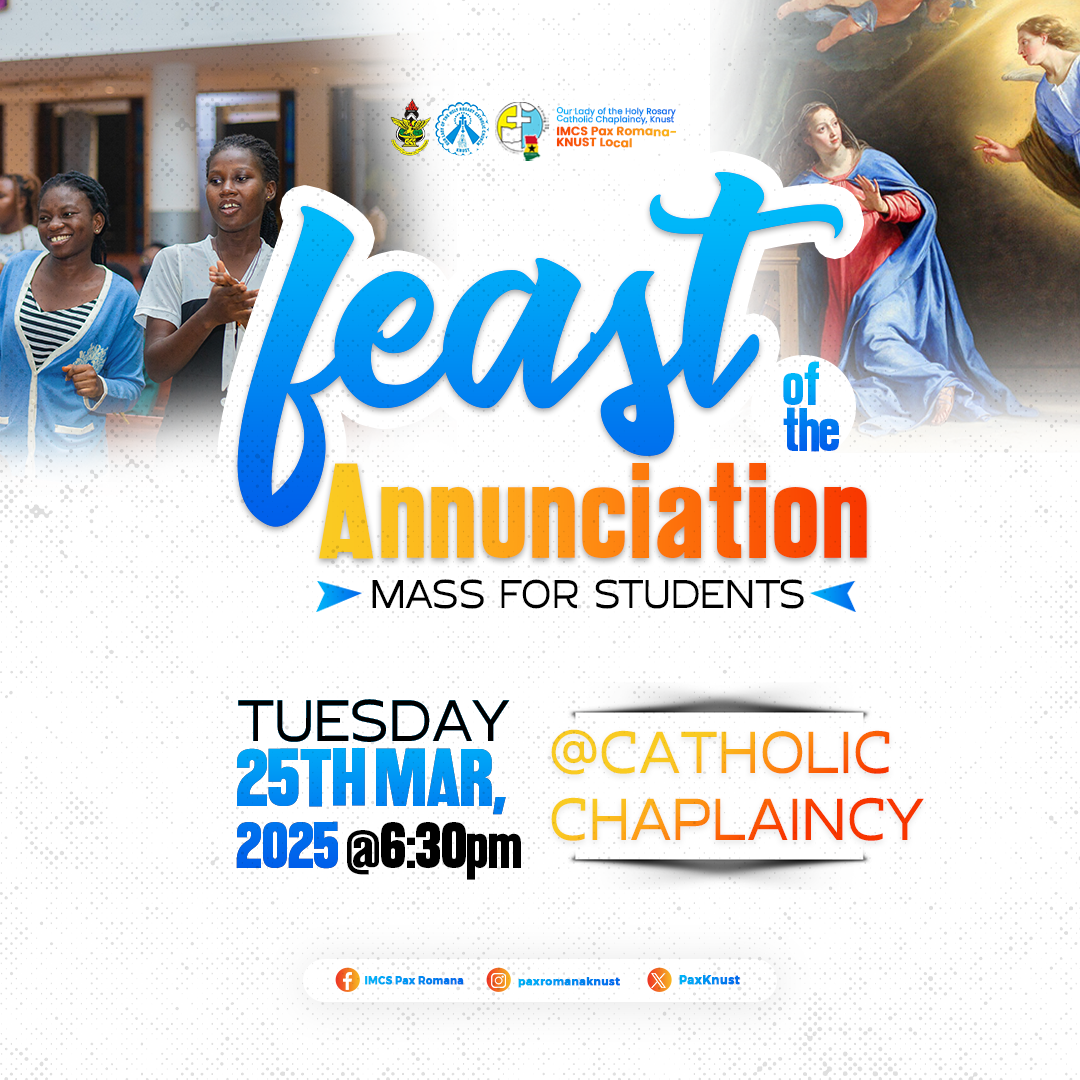 Our Lady of the Holy Rosary
Catholic Chaplaincy, Knust
IMCS Pax Romana-
KNUST Local
KNUST
feast
of
the
Annunciation
MASS FOR STUDENTS
TUESDAY
25TH MAR,
2025 @6:30pm
@CATHOLIC
CHAPLAINCY
IMCS Pax Romana
paxromanaknust
PaxKnust